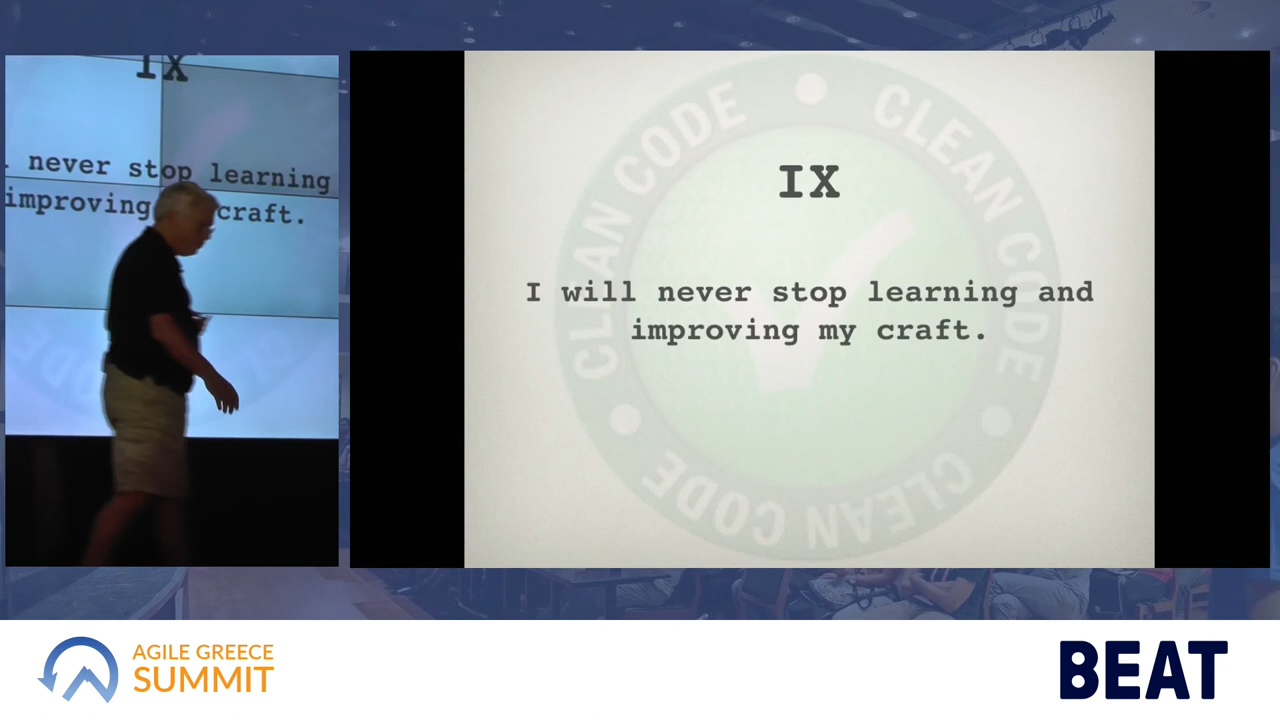 IX
never stop learning
improving craft.
CLEAN CODE
CLEAN CODE
CLEAN CODE
IX
I will never stop learning and
improving my craft.
AGILE GREECE
SUMMIT
BEAT